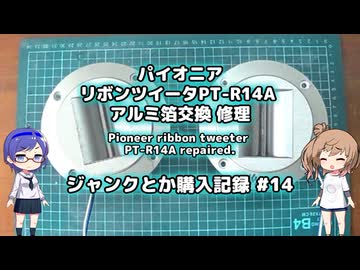 パイオニア
リボンツイータPT-R14A
アルミ箔交換 修理
Pioneer ribbon tweeter
PT-R14A repaired.
ジャンクとか購入記録 #14
B4